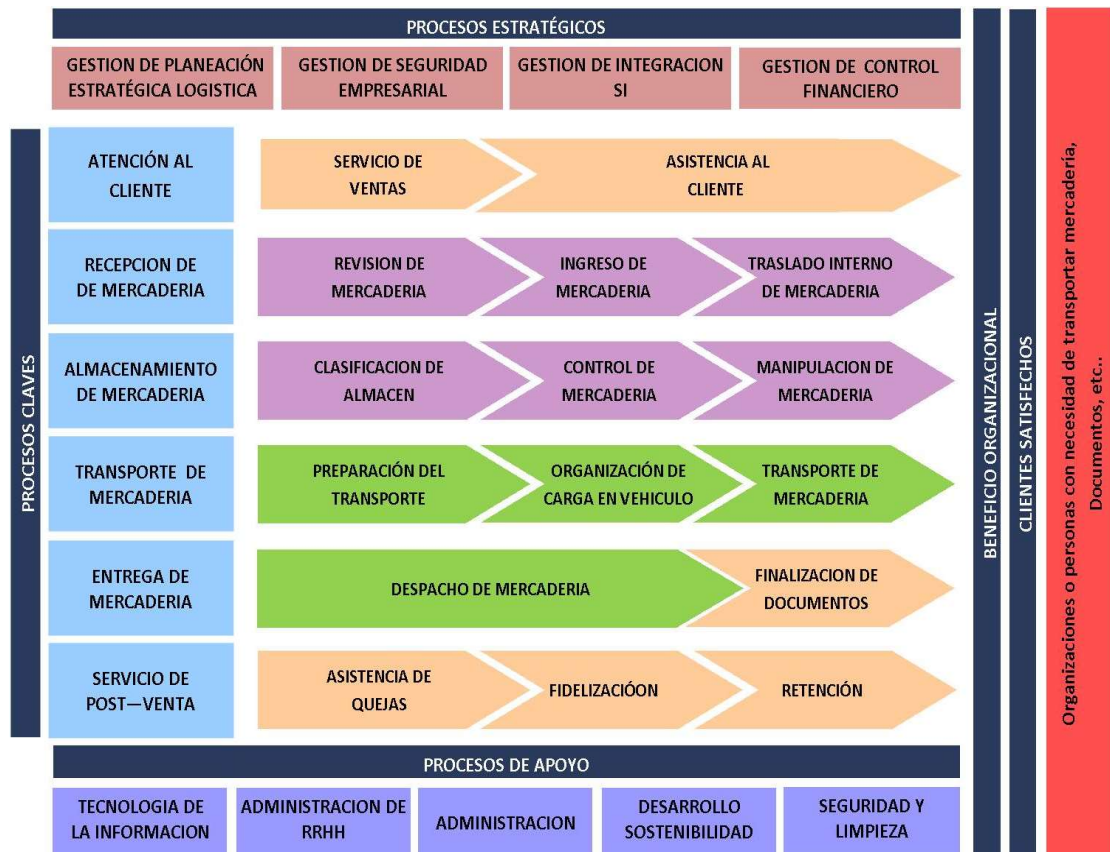 PROCESOS ESTRATÉGICOS
GESTION DE PLANEACIÓN
ESTRATÉGICA LOGISTICA
GESTION DE SEGURIDAD
EMPRESARIAL
GESTION DE INTEGRACION
SI
GESTION DE CONTROL
FINANCIERO
PROCESOS CLAVES
ATENCIÓN AL
CLIENTE
SERVICIO DE
VENTAS
ASISTENCIA AL
CLIENTE
RECEPCION DE
DE MERCADERIA
REVISION DE
MERCADERIA
INGRESO DE
MERCADERIA
TRASLADO INTERNO
DE MERCADERIA
ALMACENAMIENTO
DE MERCADERIA
CLASIFICACION DE
ALMACEN
CONTROL DE
MERCADERIA
MANIPULACION DE
MERCADERIA
TRANSPORTE DE
MERCADERIA
PREPARACIÓN DEL
TRANSPORTE
ORGANIZACIÓN DE
CARGA EN VEHICULO
TRANSPORTE DE
MERCADERIA
ENTREGA DE
MERCADERIA
DESPACHO DE MERCADERIA
FINALIZACION DE
DOCUMENTOS
SERVICIO DE
POST—VENTA
ASISTENCIA DE
QUEJAS
FIDELIZACIÓON
RETENCIÓN
PROCESOS DE APOYO
TECNOLOGIA DE
LA INFORMACION
ADMINISTRACION DE
RRHH
ADMINISTRACION
DESARROLLO
SOSTENIBILIDAD
SEGURIDAD Y
LIMPIEZA
BENEFICIO ORGANIZACIONAL
CLIENTES SATISFECHOS
Organizaciones o personas con necesidad de transportar mercadería,
Documentos, etc..